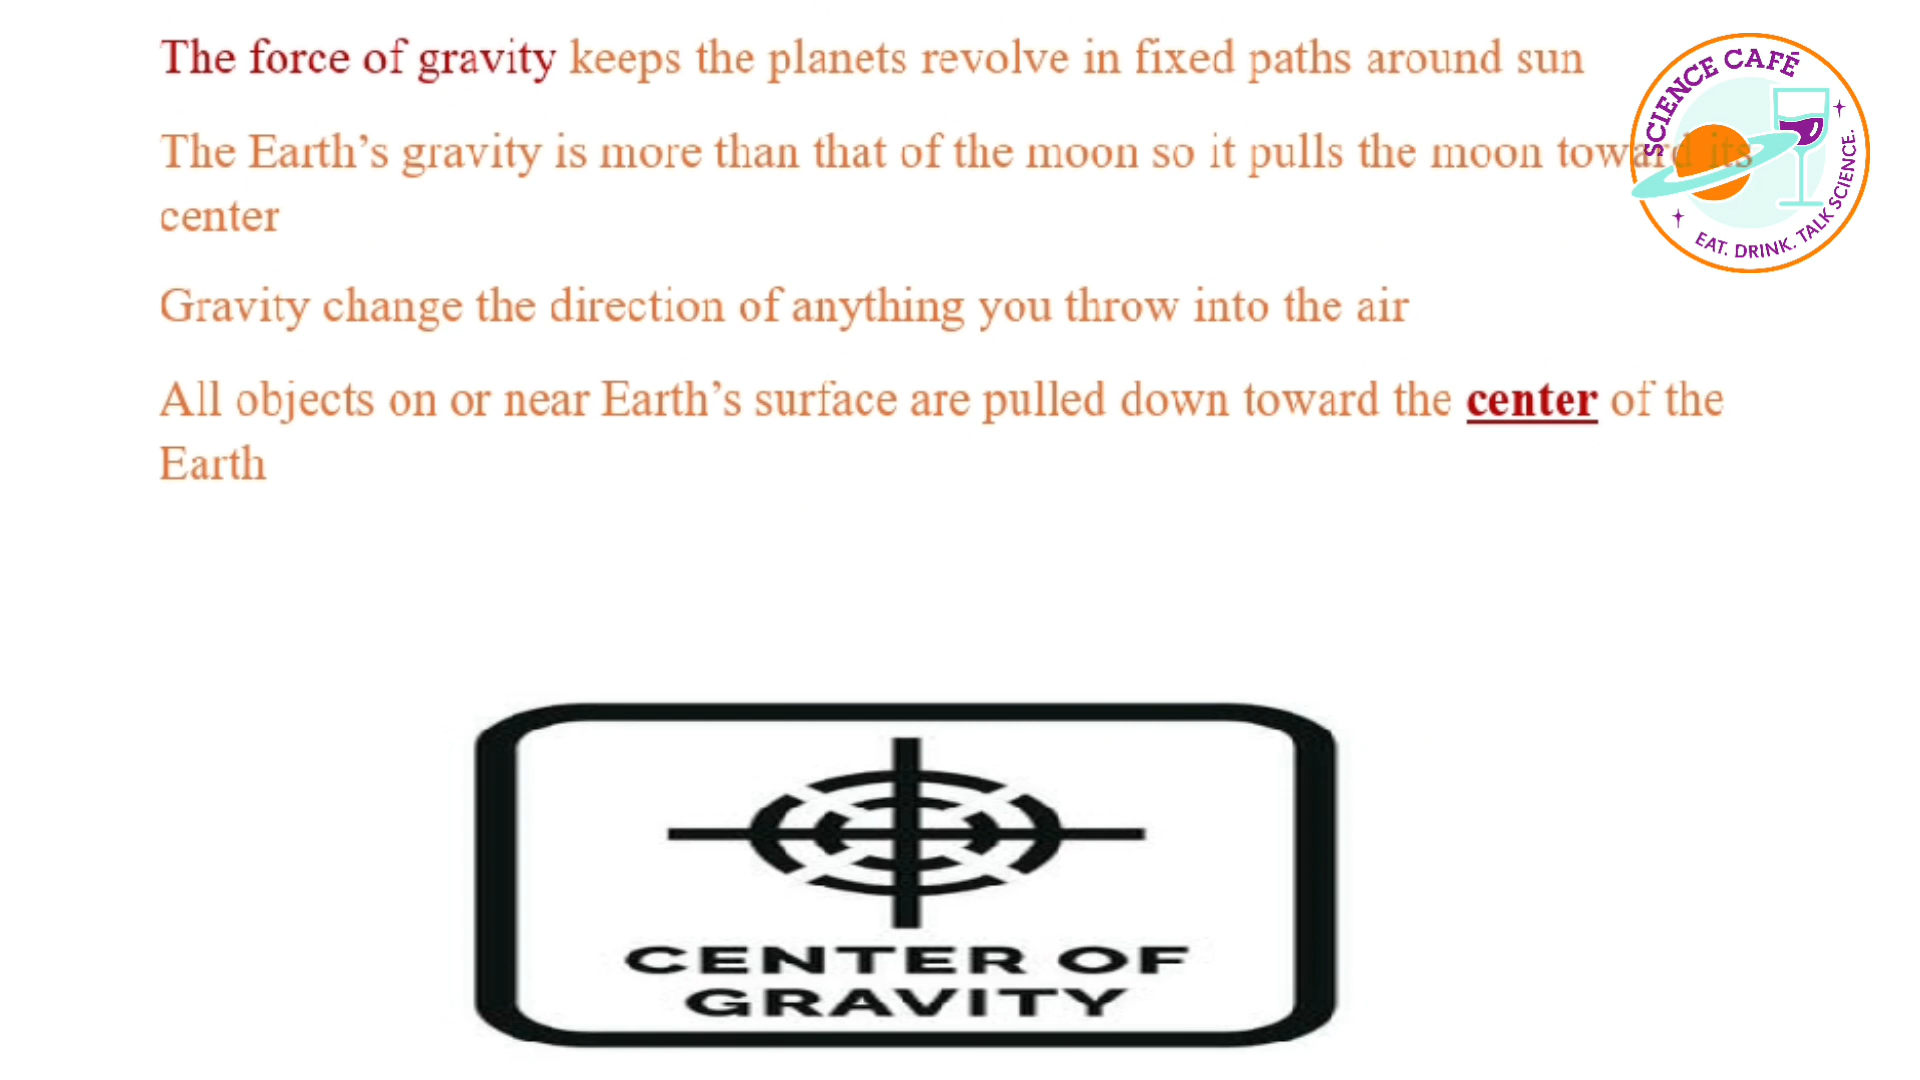 The force of gravity keeps the planets revolve in fixed paths around sun
The Earth’s gravity is more than that of the moon so it pulls the moon toward its
center
Gravity change the direction of anything you throw into the air
All objects on or near Earth’s surface are pulled down toward the center of the
Earth
SCIENCE CAFÉ
EAT. DRINK. TALK SCIENCE.
CENTER OF
GRAVITY